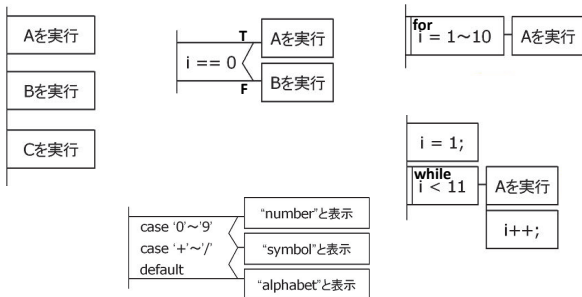 Aを実行
Bを実行
Cを実行
T
i == 0
F
Aを実行
Bを実行
for
i = 1～10
Aを実行
i = 1;
while
i < 11
Aを実行
i++;
case '0'～'9'
case '+'～'/'
default
"number"と表示
"symbol"と表示
"alphabet"と表示